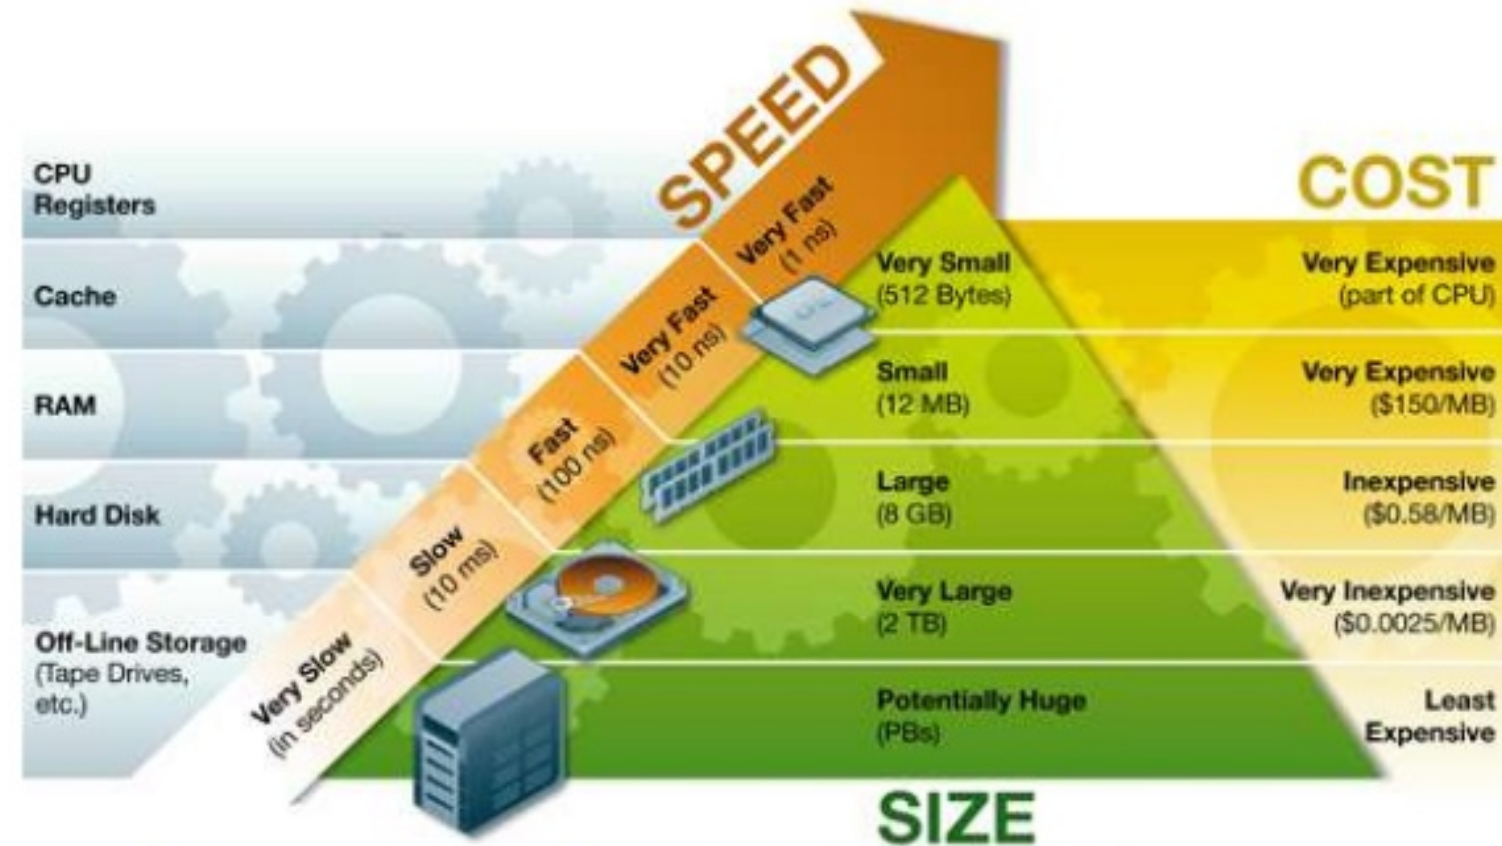 SPEED
COST
CPU
Registers
Very Fast
(1 ns)
Very Small
(512 Bytes)
Very Expensive
(part of CPU)
Cache
Very Fast
(10 ns)
Small
(12 MB)
Very Expensive
($150/MB)
RAM
Fast
(100 ns)
Large
(8 GB)
Inexpensive
($0.58/MB)
Hard Disk
Slow
(10 ms)
Very Large
(2 TB)
Very Inexpensive
($0.0025/MB)
Off-Line Storage
(Tape Drives,
etc.)
Very Slow
(in seconds)
Potentially Huge
(PBs)
Least
Expensive
SIZE